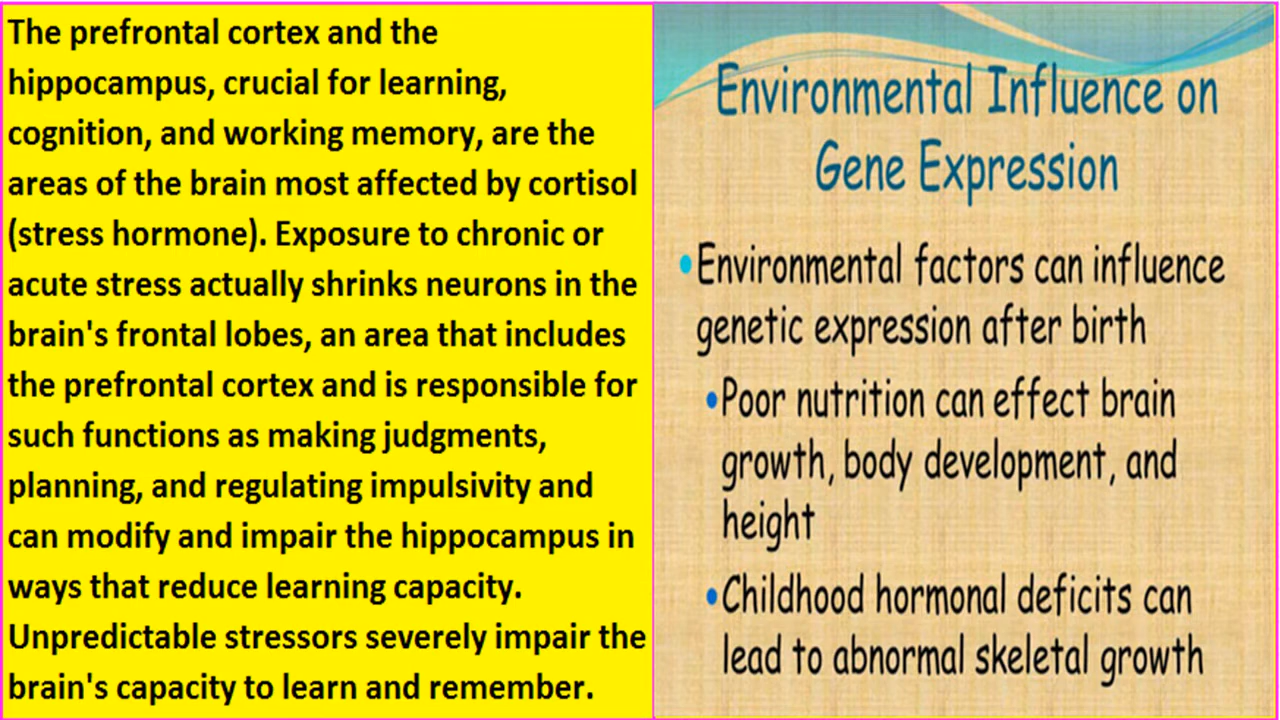 The prefrontal cortex and the
hippocampus, crucial for learning,
cognition, and working memory, are the
areas of the brain most affected by cortisol
(stress hormone). Exposure to chronic or
acute stress actually shrinks neurons in the
brain's frontal lobes, an area that includes
the prefrontal cortex and is responsible for
such functions as making judgments,
planning, and regulating impulsivity and
can modify and impair the hippocampus in
ways that reduce learning capacity.
Unpredictable stressors severely impair the
brain's capacity to learn and remember.
Environmental Influence on
Gene Expression
•Environmental factors can influence
genetic expression after birth
•Poor nutrition can effect brain
growth, body development, and
height
•Childhood hormonal deficits can
lead to abnormal skeletal growth